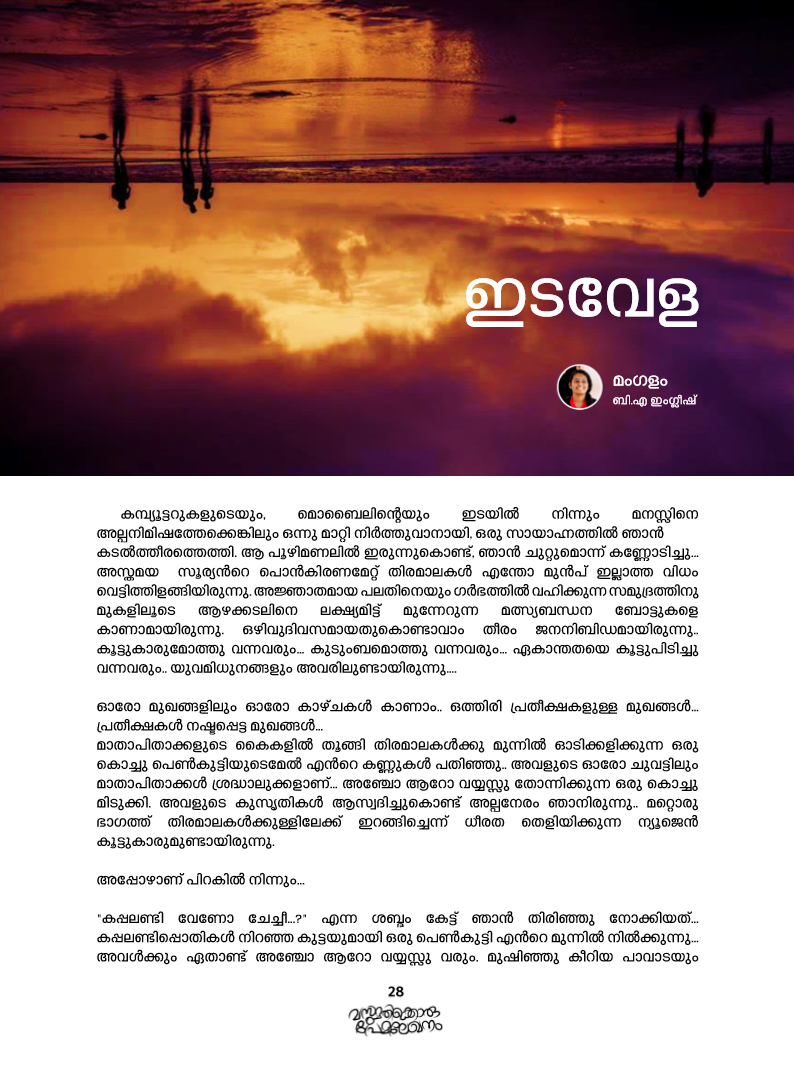 ഇടവേള
മംഗളം
ബി.എ ഇംഗ്ലീഷ്
കമ്പ്യൂട്ടറുകളുടെയും, മൊബൈലിന്റെയും ഇടയിൽ നിന്നും മനസ്സിനെ
അല്പനിമിഷത്തേക്കെങ്കിലും ഒന്നു മാറ്റി നിർത്തുവാനായി, ഒരു സായാഹ്നത്തിൽ ഞാൻ
കടൽത്തീരത്തെത്തി. ആ പൂഴിമണലിൽ ഇരുന്നുകൊണ്ട്, ഞാൻ ചുറ്റുമൊന്ന് കണ്ണോടിച്ചു...
അസ്തമയ സൂര്യൻറെ പൊൻകിരണമേറ്റ് തിരമാലകൾ എന്തോ മുൻപ് ഇല്ലാത്ത വിധം
വെട്ടിത്തിളങ്ങിയിരുന്നു. അജ്ഞാതമായ പലതിനെയും ഗർഭത്തിൽ വഹിക്കുന്ന സമുദ്രത്തിനു
മുകളിലൂടെ ആഴക്കടലിനെ ലക്ഷ്യമിട്ട് മുന്നേറുന്ന മത്സ്യബന്ധന ബോട്ടുകളെ
കാണാമായിരുന്നു. ഒഴിവുദിവസമായതുകൊണ്ടാവാം തീരം ജനനിബിഡമായിരുന്നു..
കൂട്ടുകാരുമോത്തു വന്നവരും... കുടുംബമൊത്തു വന്നവരും... ഏകാന്തതയെ കൂട്ടുപിടിച്ചു
വന്നവരും.. യുവമിധുനങ്ങളും അവരിലുണ്ടായിരുന്നു....
ഓരോ മുഖങ്ങളിലും ഓരോ കാഴ്ചകൾ കാണാം.. ഒത്തിരി പ്രതീക്ഷകളുള്ള മുഖങ്ങൾ...
പ്രതീക്ഷകൾ നഷ്ടപ്പെട്ട മുഖങ്ങൾ...
മാതാപിതാക്കളുടെ കൈകളിൽ തൂങ്ങി തിരമാലകൾക്കു മുന്നിൽ ഓടിക്കളിക്കുന്ന ഒരു
കൊച്ചു പെൺകുട്ടിയുടെമേൽ എൻറെ കണ്ണുകൾ പതിഞ്ഞു.. അവളുടെ ഓരോ ചുവട്ടിലും
മാതാപിതാക്കൾ ശ്രദ്ധാലുക്കളാണ്... അഞ്ചോ ആറോ വയ്യസ്സു തോന്നിക്കുന്ന ഒരു കൊച്ചു
മിടുക്കി. അവളുടെ കുസൃതികൾ ആസ്വദിച്ചുകൊണ്ട് അല്പനേരം ഞാനിരുന്നു.. മറ്റൊരു
ഭാഗത്ത് തിരമാലകൾക്കുള്ളിലേക്ക് ഇറങ്ങിച്ചെന്ന് ധീരത തെളിയിക്കുന്ന ന്യൂജെൻ
കൂട്ടുകാരുമുണ്ടായിരുന്നു.
അപ്പോഴാണ് പിറകിൽ നിന്നും...
"കപ്പലണ്ടി വേണോ ചേച്ചീ...?" എന്ന ശബ്ദം കേട്ട് ഞാൻ തിരിഞ്ഞു നോക്കിയത്...
കപ്പലണ്ടിപ്പൊതികൾ നിറഞ്ഞ കുട്ടയുമായി ഒരു പെൺകുട്ടി എൻറെ മുന്നിൽ നിൽക്കുന്നു...
അവൾക്കും ഏതാണ്ട് അഞ്ചോ ആറോ വയ്യസ്സു വരും. മുഷിഞ്ഞു കീറിയ പാവാടയും
28